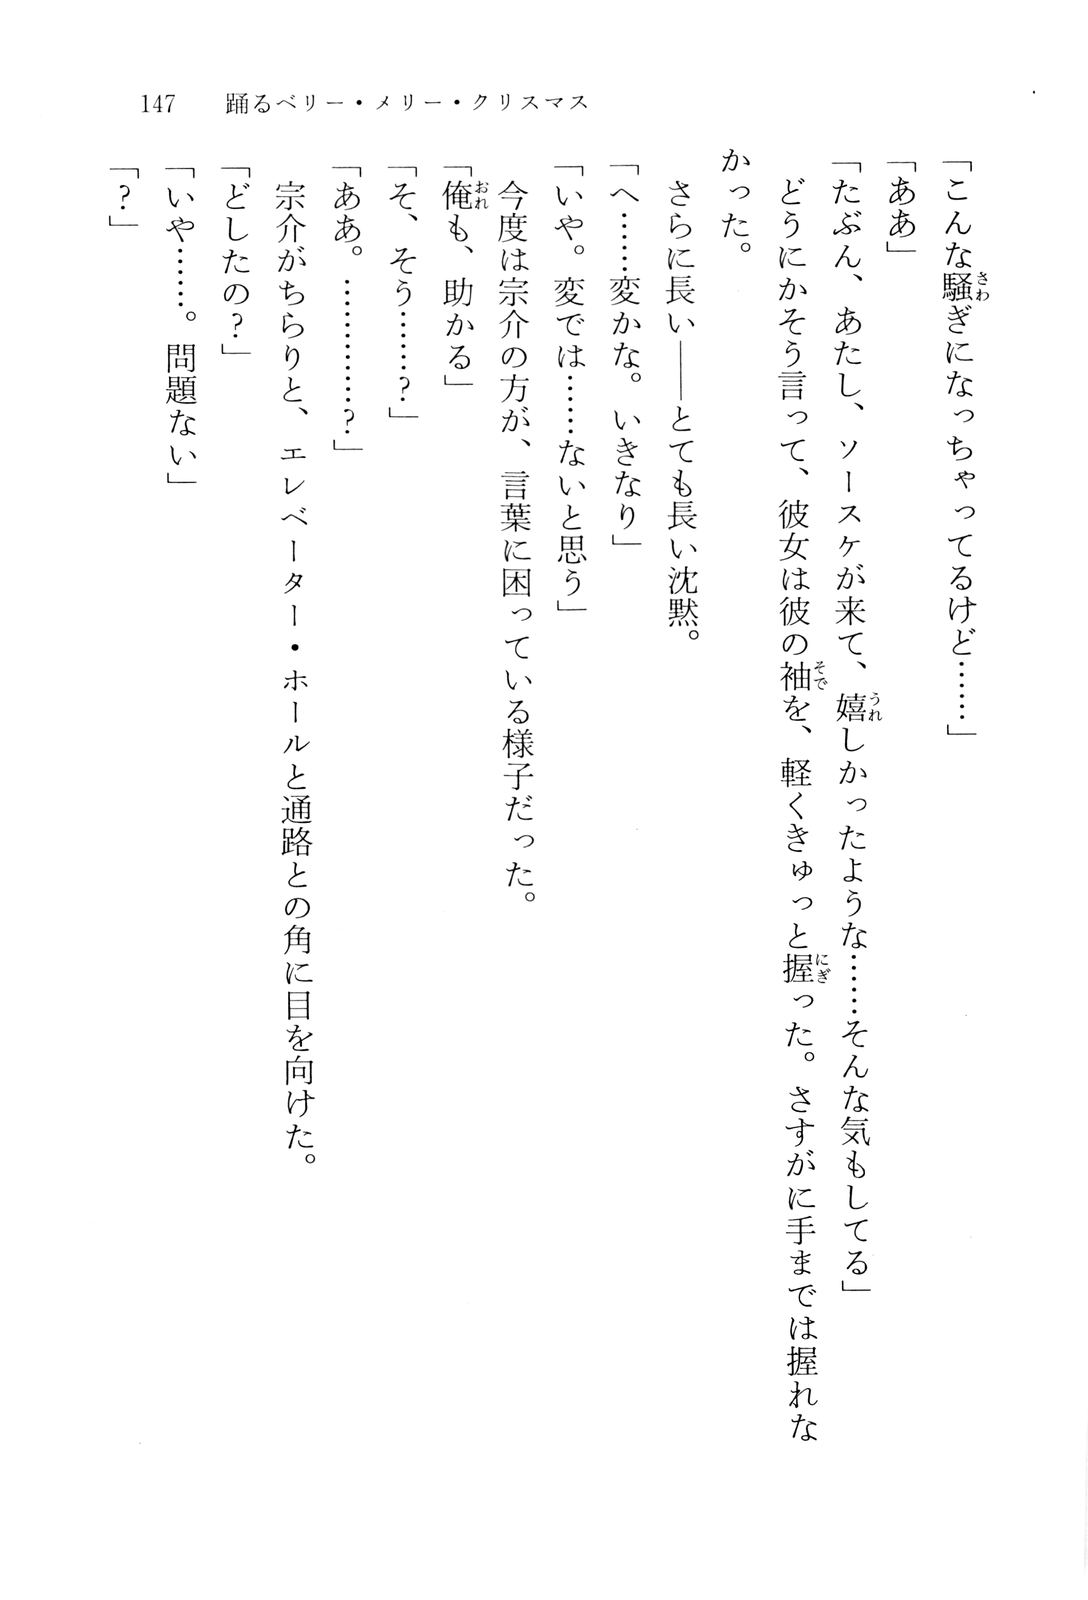 147 踊るベリー・メリー・クリスマス
「こんな騒ぎになっちゃってるけど……」
「ああ」
「たぶん、あたし、ソースケが来て、嬉しかったような……そんな気もしてる」
どうにかそう言って、彼女は彼の袖を、軽くきゅっと握った。さすがに手までは握れな
かった。
さらに長い――とても長い沈黙。
「へ……変かな。いきなり」
「いや。変では……ないと思う」
今度は宗介の方が、言葉に困っている様子だった。
「俺も、助かる」
「そ、そう……?」
「ああ。…………?」
宗介がちらりと、エレベーター・ホールと通路との角に目を向けた。
「どしたの?」
「いや……。問題ない」
「?」